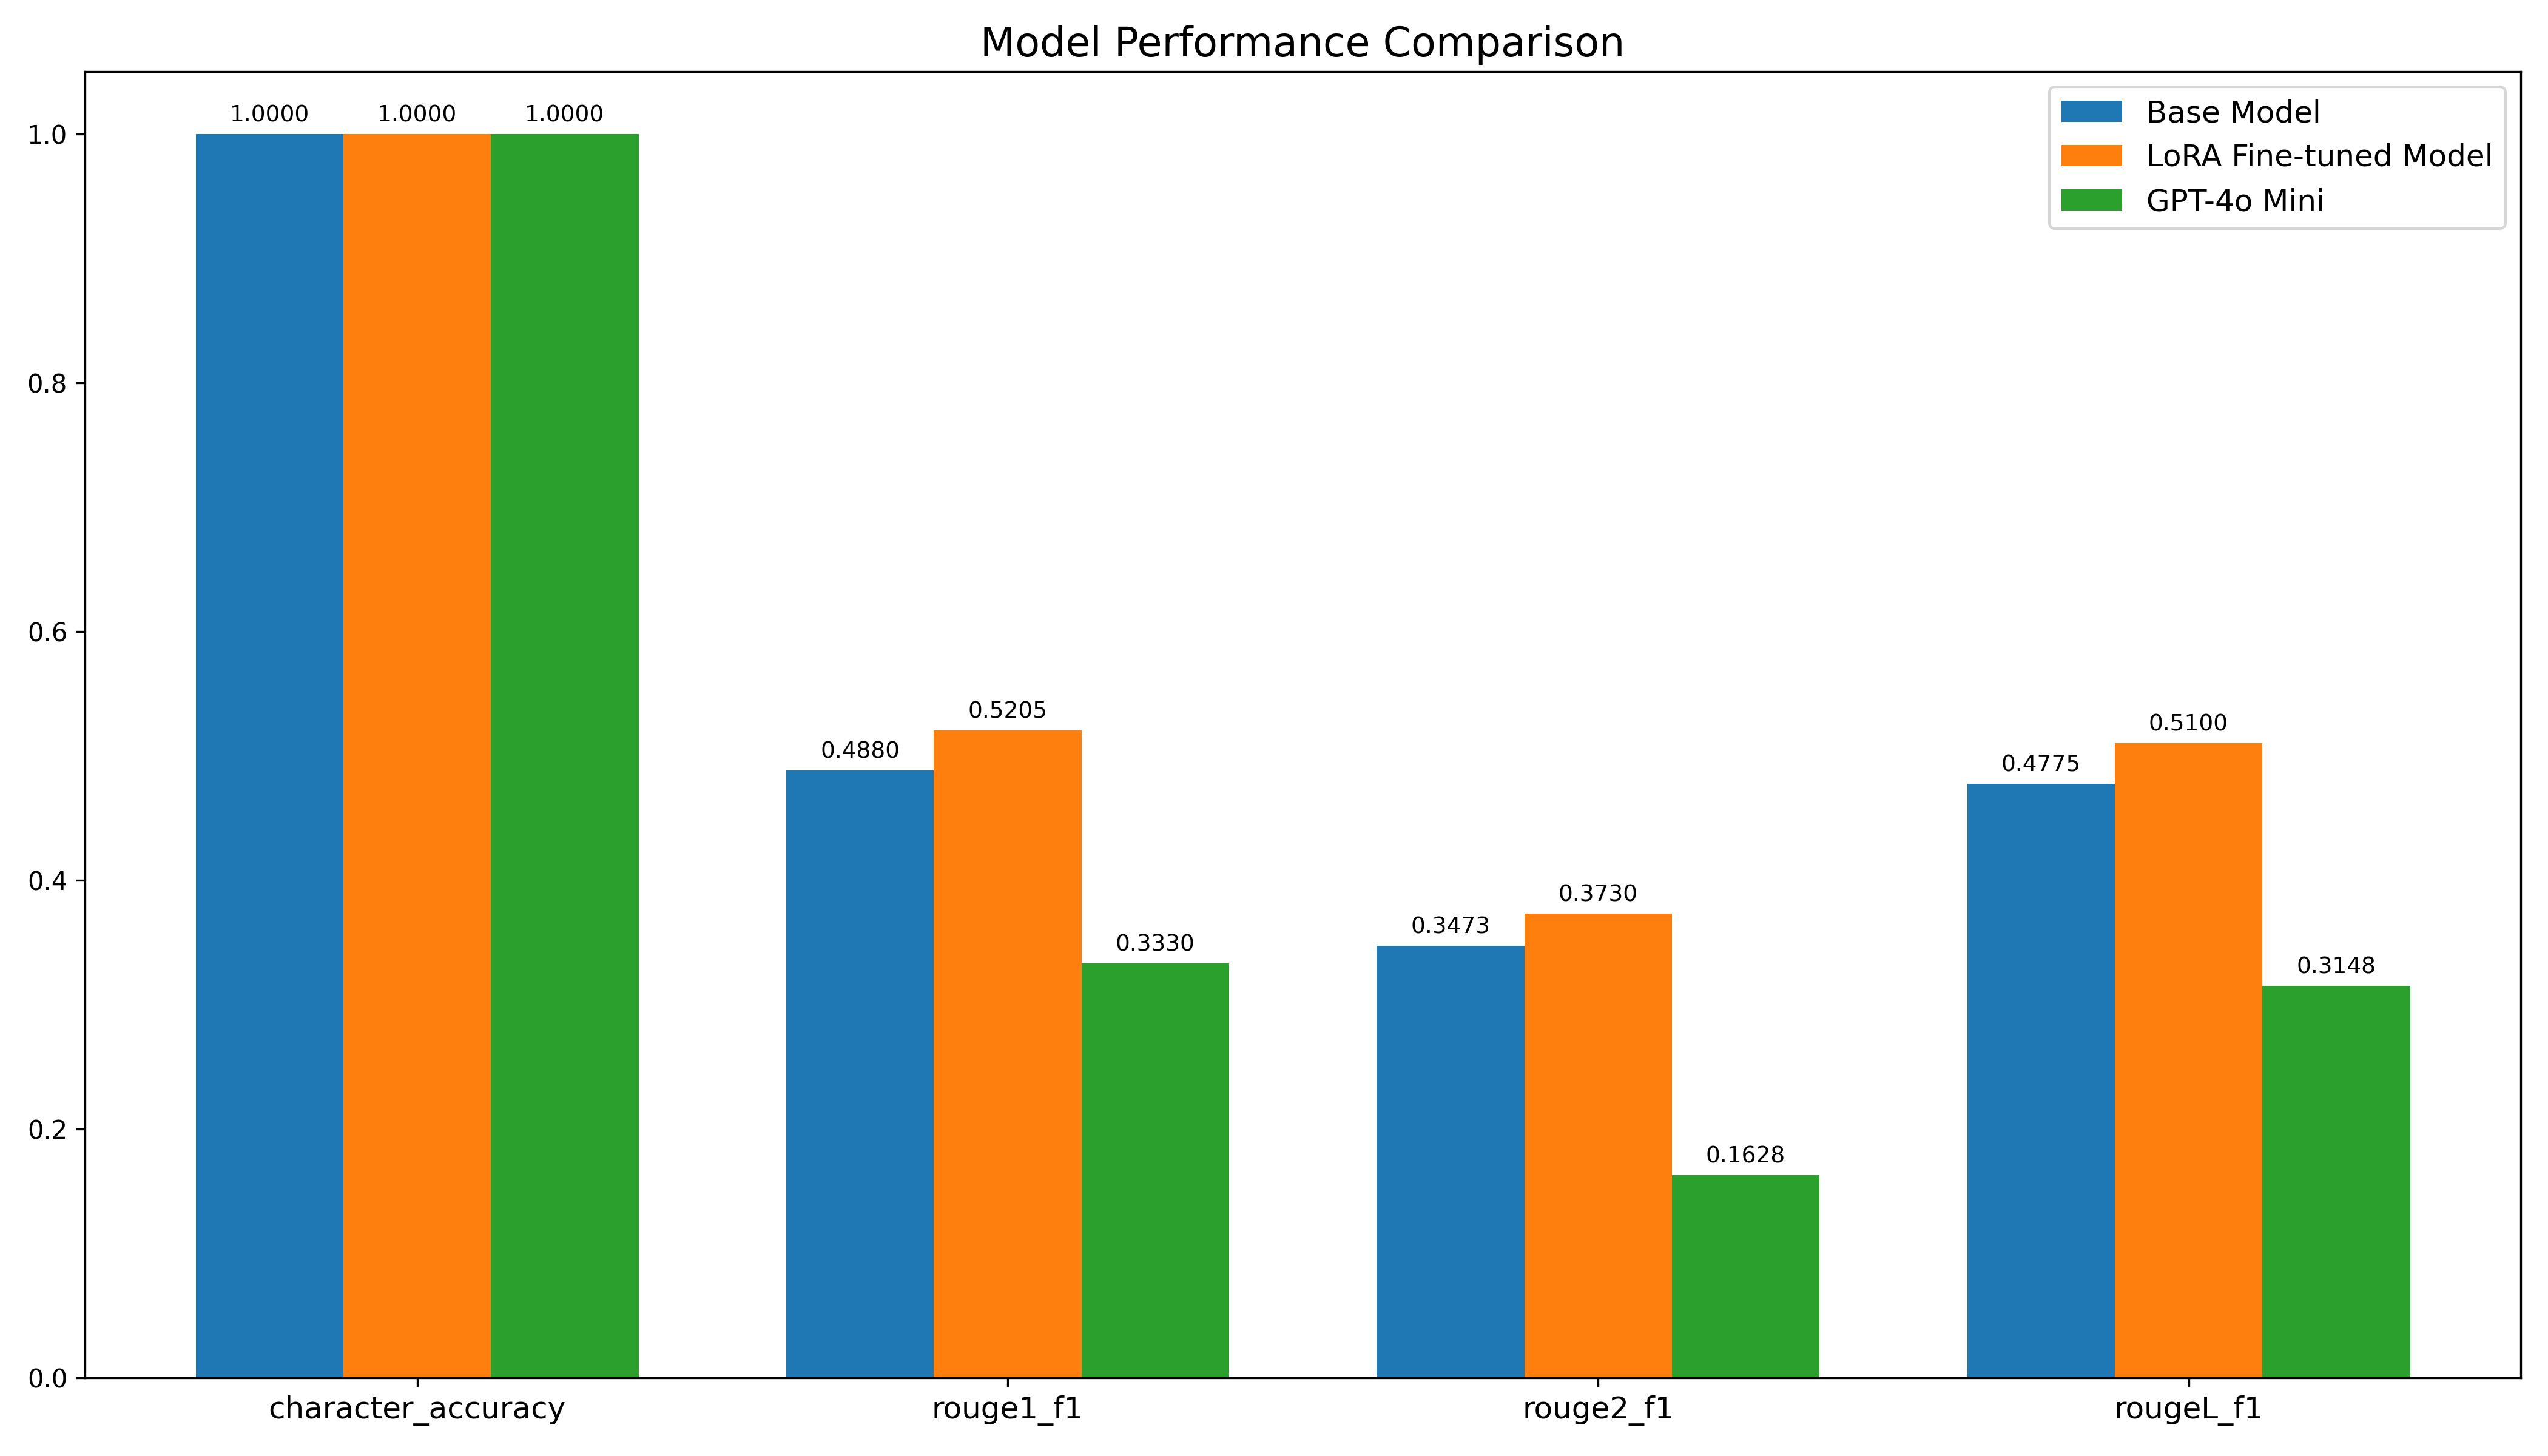 Model Performance Comparison
Base Model
LoRA Fine-tuned Model
GPT-4o Mini
1.0000 1.0000 1.0000
0.4880 0.5205 0.3330
0.3473 0.3730 0.1628
0.4775 0.5100 0.3148
1.0
0.8
0.6
0.4
0.2
0.0
character_accuracy rouge1_f1 rouge2_f1 rougeL_f1